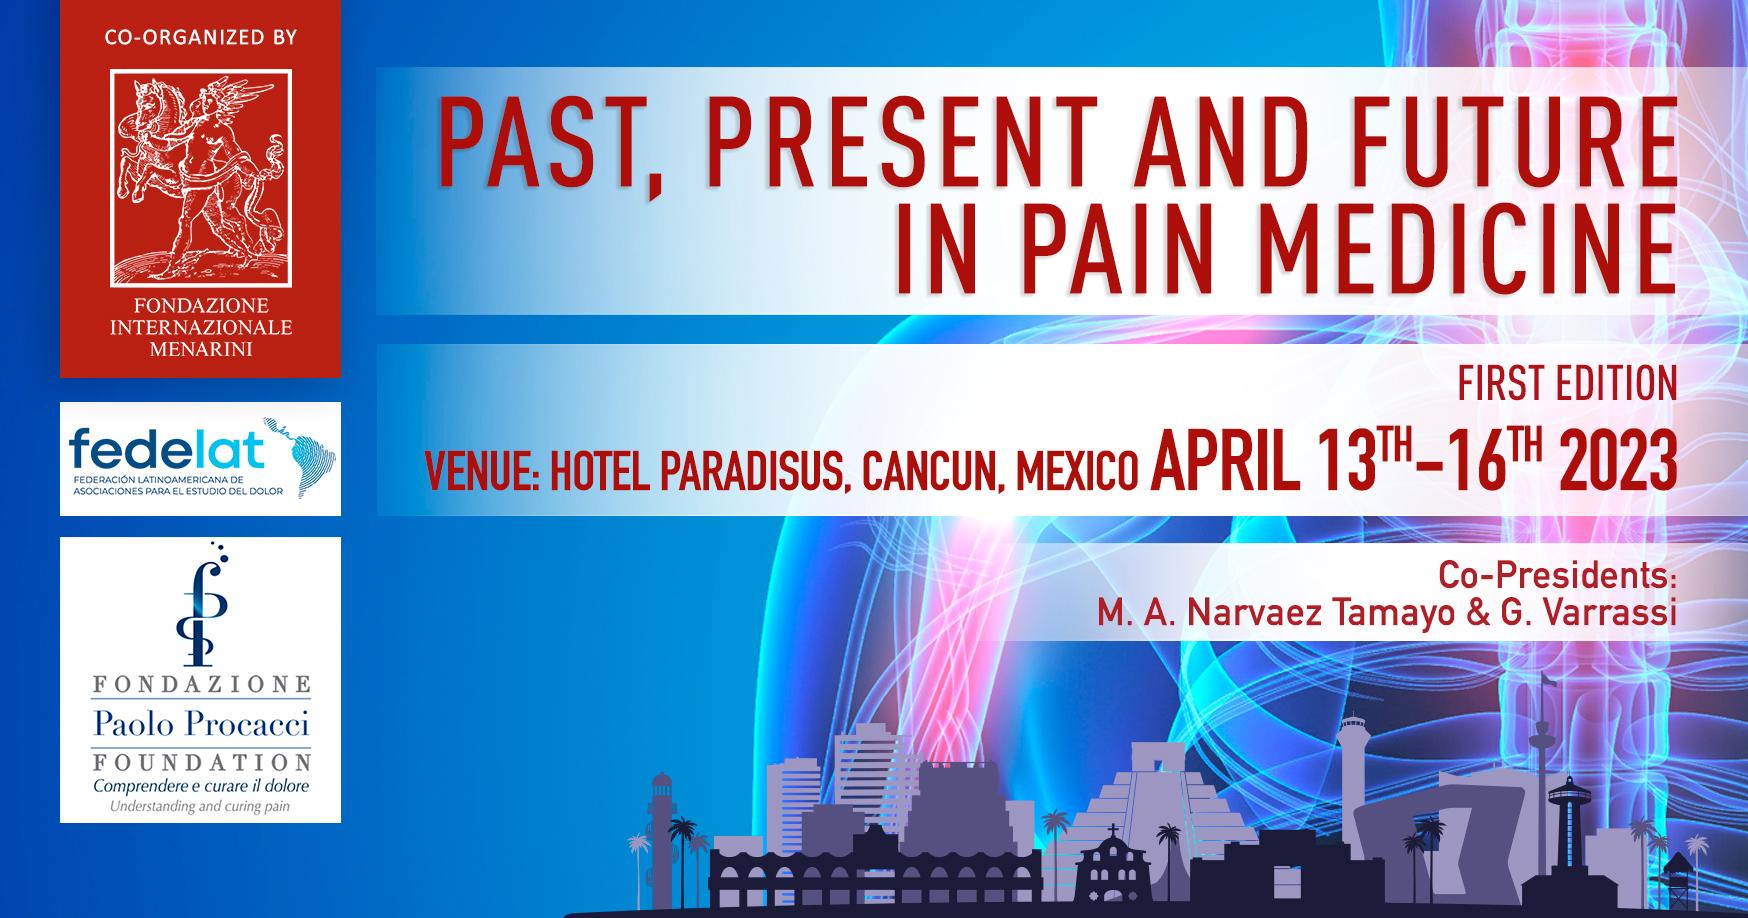 CO-ORGANIZED BY
FONDAZIONE
INTERNAZIONALE
MENARINI
fedelat
FEDERACIÓN LATINOAMERICANA DE
ASOCIACIONES PARA EL ESTUDIO DEL DOLOR
FONDAZIONE
Paolo Procacci
FOUNDATION
Comprendere e curare il dolore
Understanding and curing pain
PAST, PRESENT AND FUTURE
IN PAIN MEDICINE
FIRST EDITION
VENUE: HOTEL PARADISUS, CANCUN, MEXICO APRIL 13TH-16TH 2023
Co-Presidents:
M. A. Narvaez Tamayo & G. Varrassi